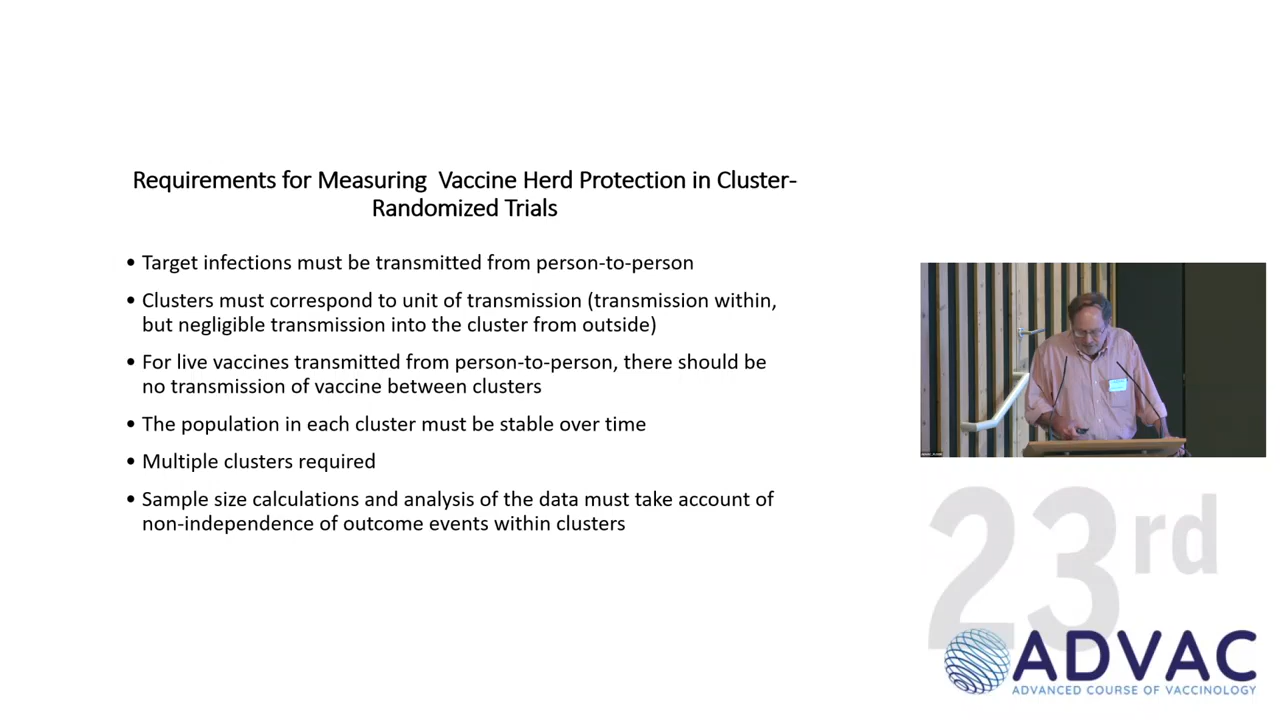 Requirements for Measuring  Vaccine Herd Protection in Cluster-
Randomized Trials
• Target infections must be transmitted from person-to-person
• Clusters must correspond to unit of transmission (transmission within,
but negligible transmission into the cluster from outside)
• For live vaccines transmitted from person-to-person, there should be
no transmission of vaccine between clusters
• The population in each cluster must be stable over time
• Multiple clusters required
• Sample size calculations and analysis of the data must take account of
non-independence of outcome events within clusters
23rd
ADVAC
ADVANCED COURSE OF VACCINOLOGY